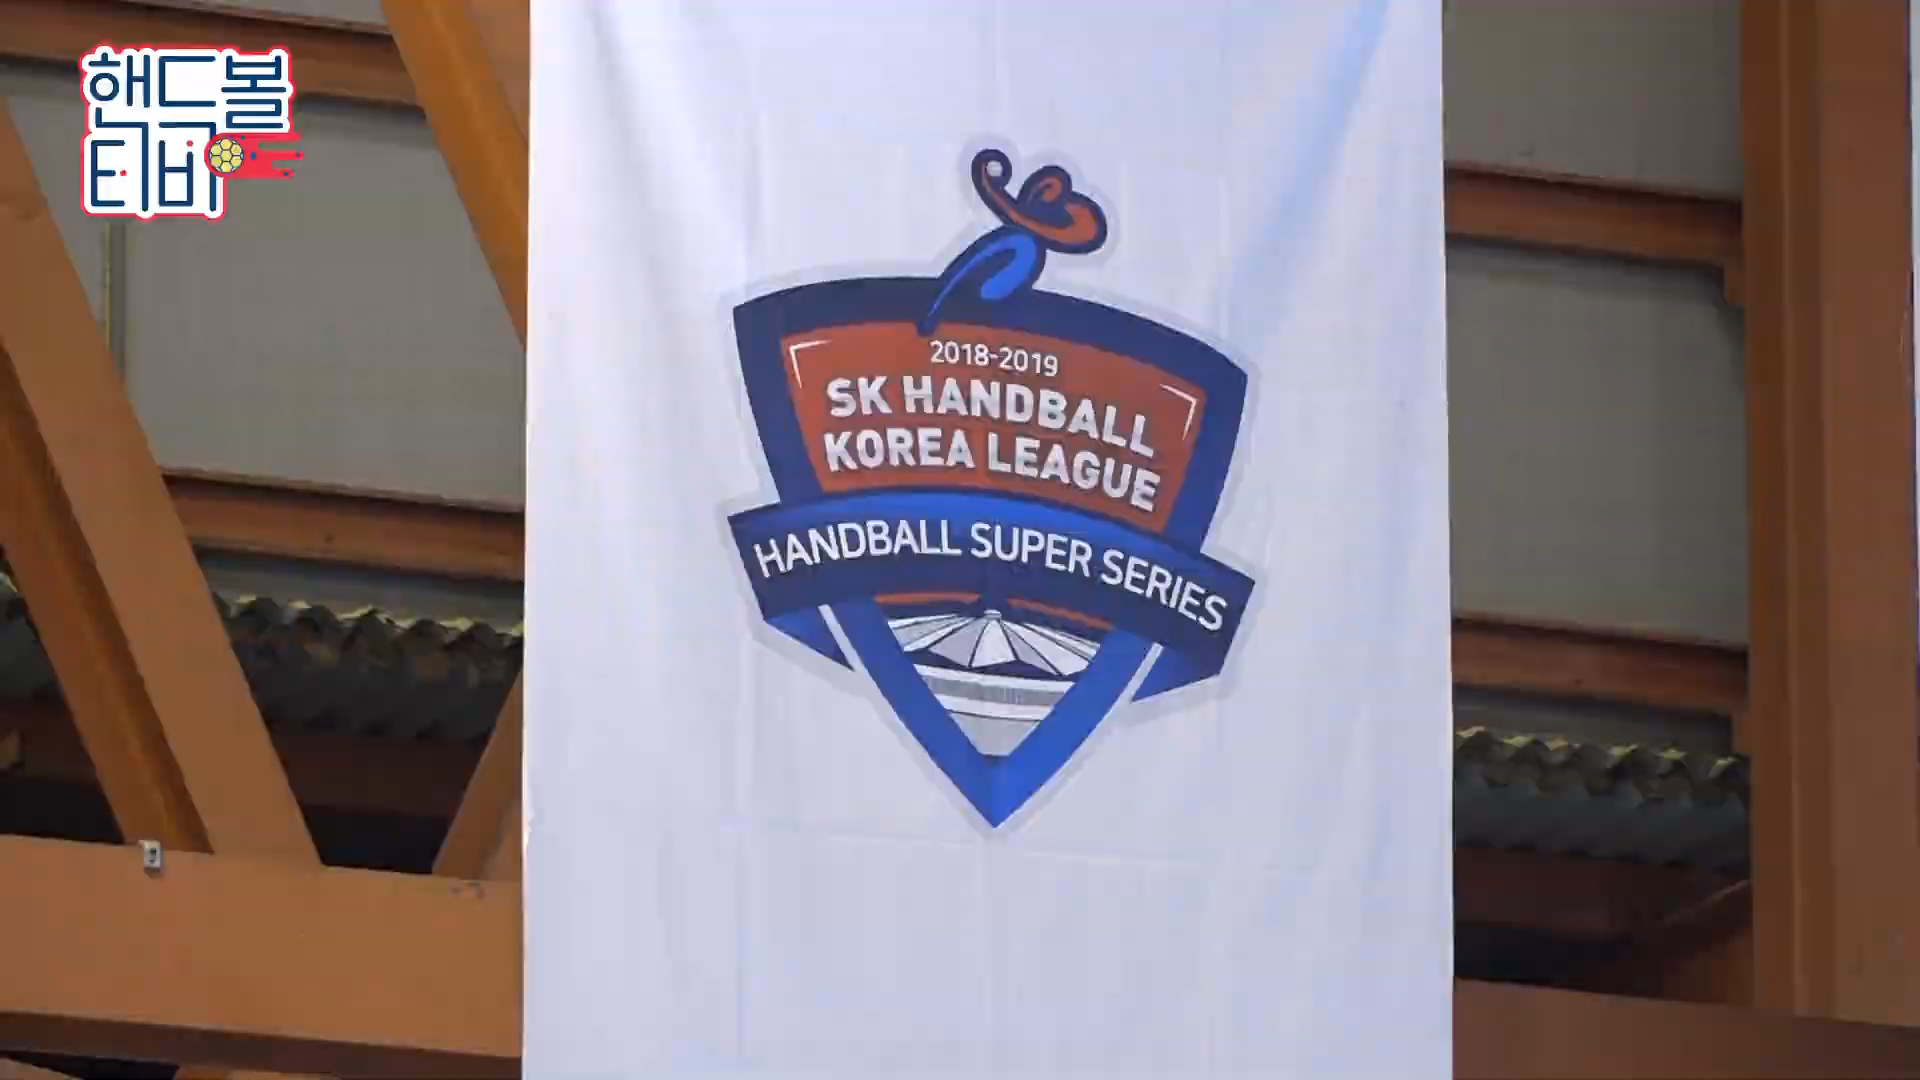 핸드볼
티비
2018-2019
SK HANDBALL
KOREA LEAGUE
HANDBALL SUPER SERIES